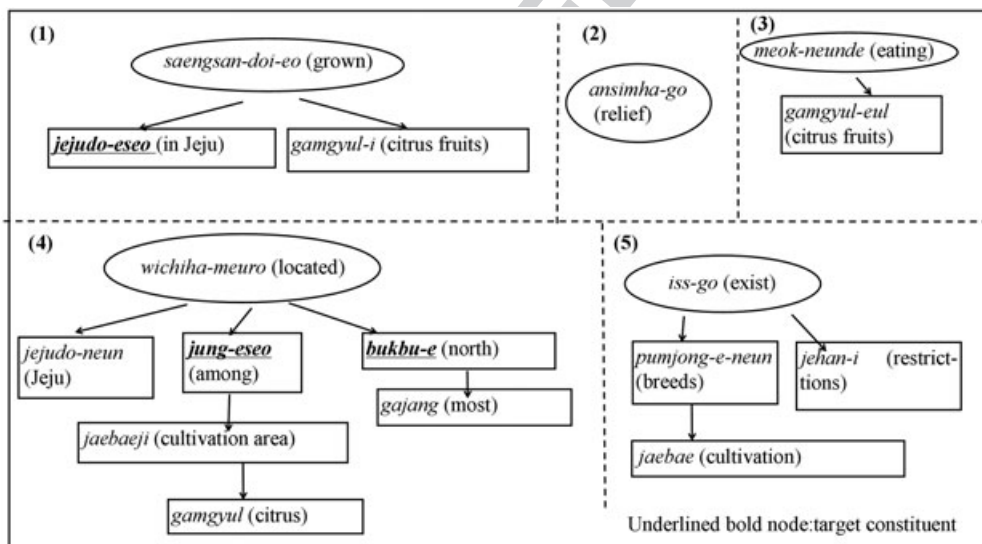 (1)
saengsan-doi-eo (grown)
jejudo-eseo (in Jeju)
gamgyul-i (citrus fruits)
(2)
ansimha-go
(relief)
(3)
meok-neunde (eating)
gamgyul-eul
(citrus fruits)
(4)
wichiha-meuro (located)
jejudo-neun
(Jeju)
jung-eseo
(among)
bukbu-e (north)
gajang (most)
jaebaeji (cultivation area)
gamgyul (citrus)
(5)
iss-go (exist)
pumjong-e-neun
(breeds)
jehan-i (restrict-
tions)
jaebae (cultivation)
Underlined bold node:target constituent